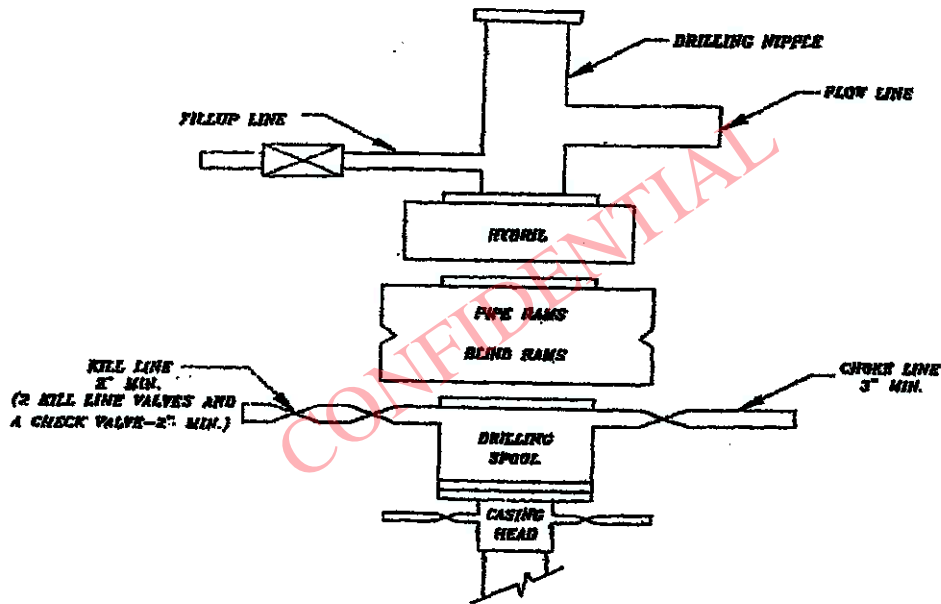 DRILLING NIPPLE
FLOW LINE
FILLUP LINE
HYDRIL
PIPE RAMS
BLIND RAMS
KILL LINE
2" MIN.
(2 KILL LINE VALVES AND
A CHECK VALVE-2" MIN.)
CHOKE LINE
3" MIN.
DRILLING
SPOOL
CASING
HEAD
CONFIDENTIAL